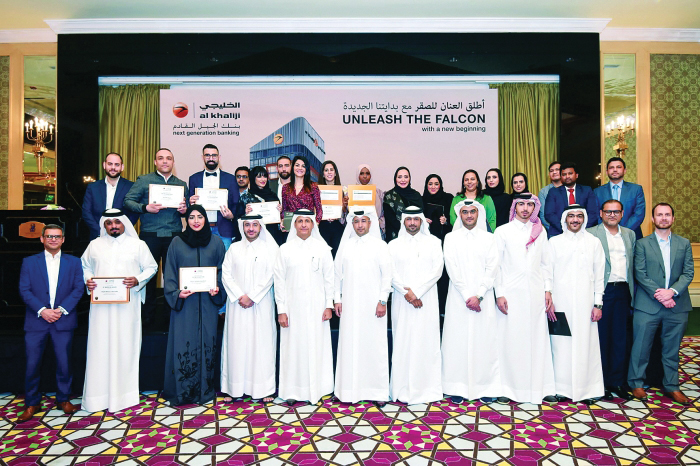 الخليجي
al khaliji
بنك الجيل القادم
next generation banking
أطلق العنان للصقر مع بدايتنا الجديدة
UNLEASH THE FALCON
with a new beginning